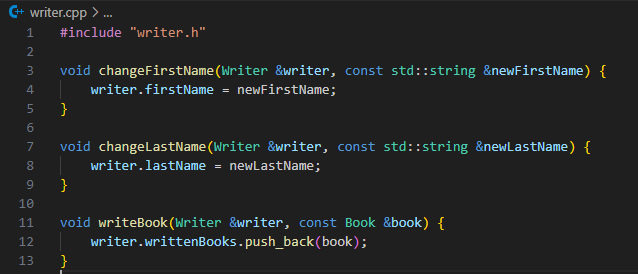 writer.cpp > ...
1 #include "writer.h"
2
3 void changeFirstName(Writer &writer, const std::string &newFirstName) {
4     writer.firstName = newFirstName;
5 }
6
7 void changeLastName(Writer &writer, const std::string &newLastName) {
8     writer.lastName = newLastName;
9 }
10
11 void writeBook(Writer &writer, const Book &book) {
12     writer.writtenBooks.push_back(book);
13 }